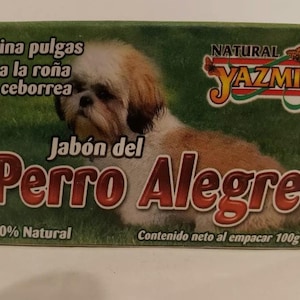 ina pulgas
a la roña
ceborrea
NATURAL
YAZMI
Jabón del
Perro Alegre
0% Natural
Contenido neto al empacar 100g